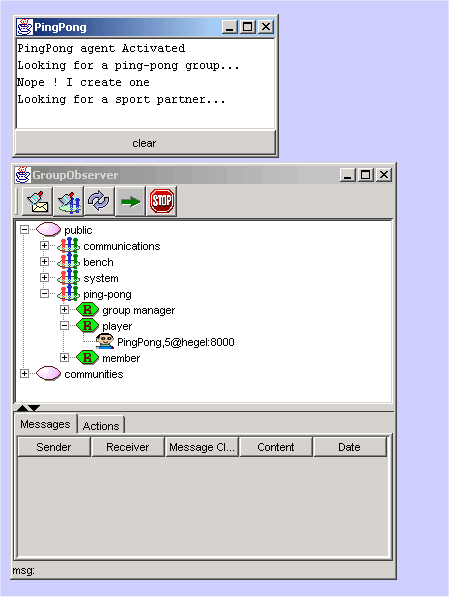 PingPong
PingPong agent Activated
Looking for a ping-pong group...
Nope ! I create one
Looking for a sport partner...
clear
GroupObserver
STOP
public
communications
bench
system
ping-pong
R group manager
R player
PingPong,5@hegel:8000
R member
communities
Messages Actions
Sender Receiver Message Cl... Content Date
msg: